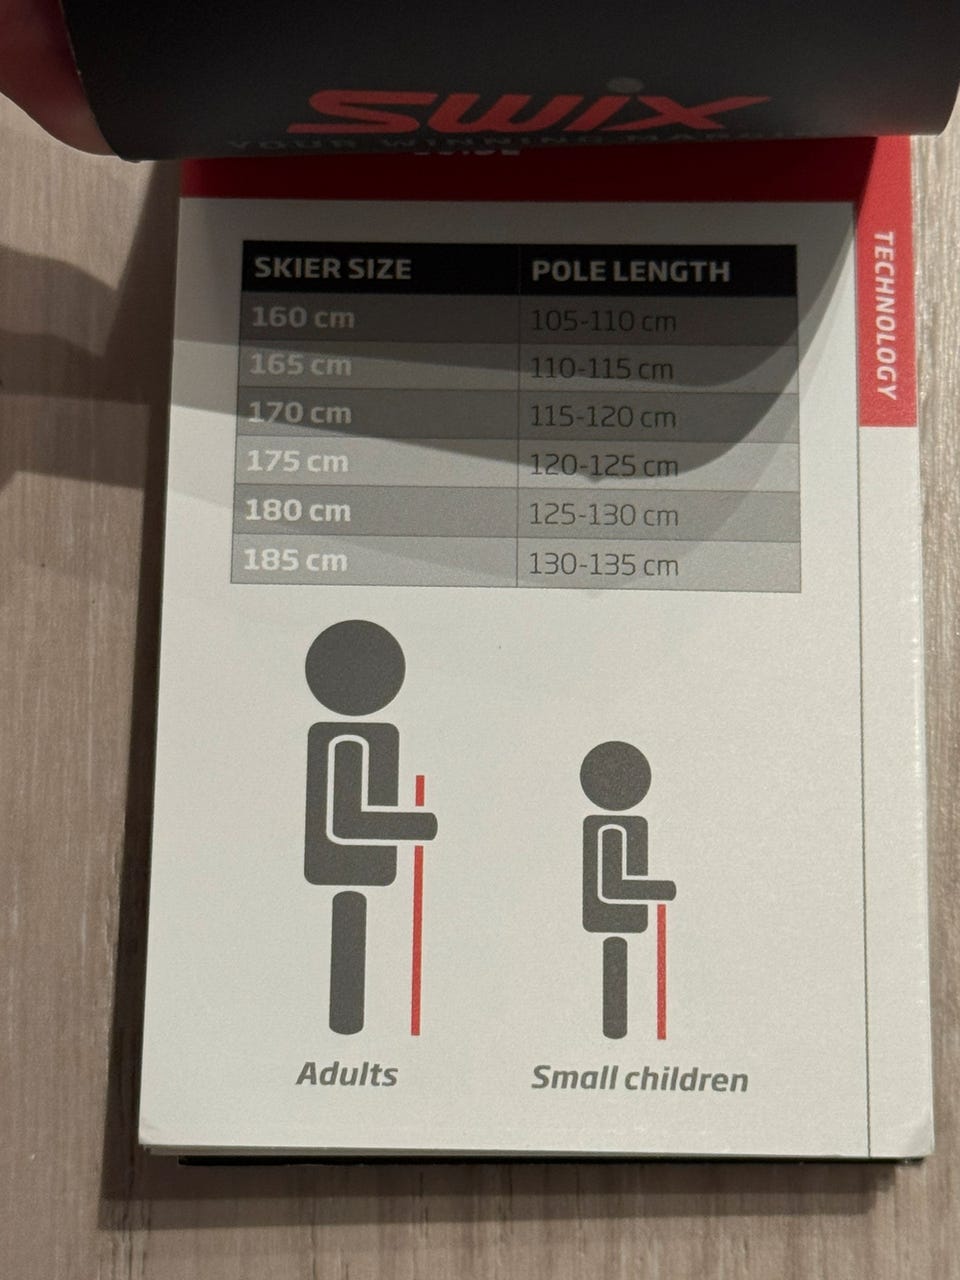 SWIX
YOUR WINNING
SKIER SIZE POLE LENGTH
160 cm 105-110 cm
165 cm 110-115 cm
170 cm 115-120 cm
175 cm 120-125 cm
180 cm 125-130 cm
185 cm 130-135 cm
TECHNOLOGY
Adults Small children